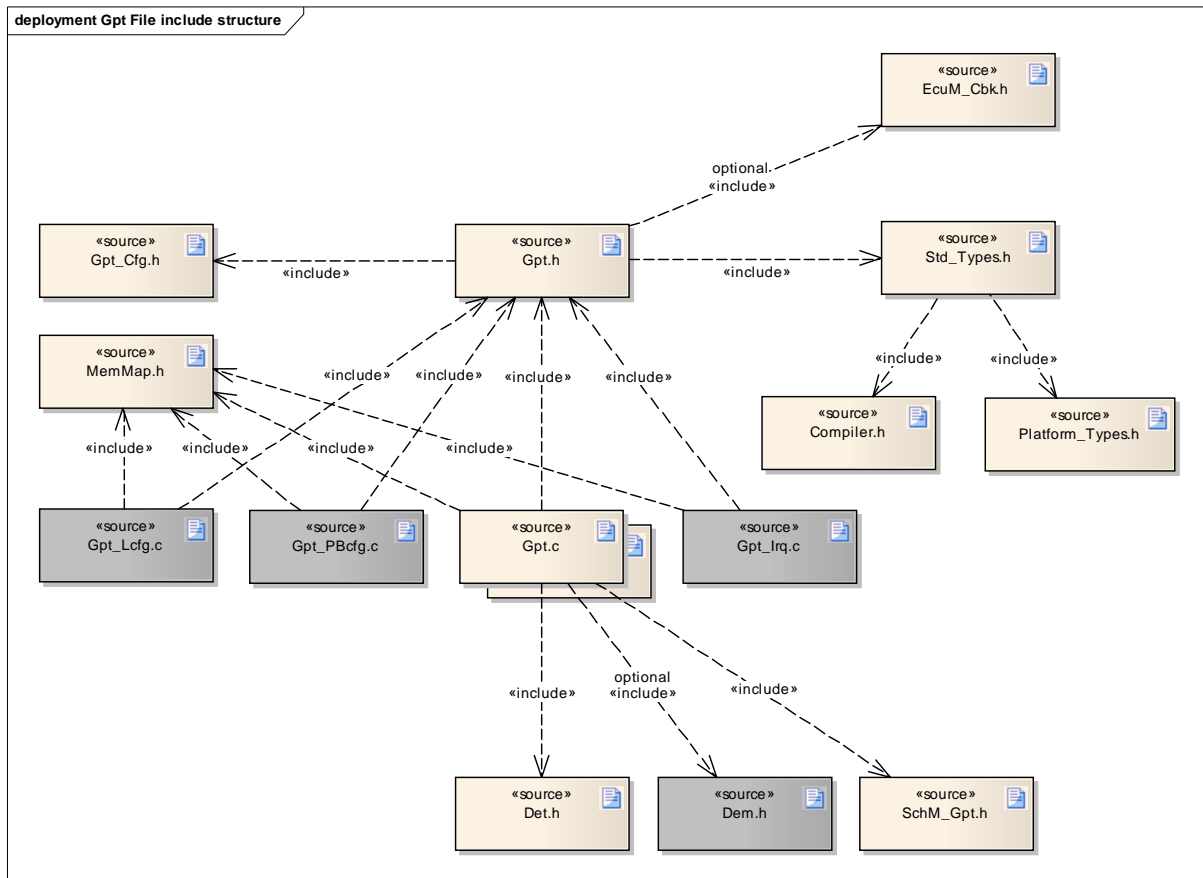 deployment Gpt File include structure
«source»
EcuM_Cbk.h
optional
«include»
«source»
Gpt_Cfg.h
«include»
«source»
Gpt.h
«include»
«source»
Std_Types.h
«source»
MemMap.h
«include»
«include»
«include»
«include»
«include»
«include»
«source»
Compiler.h
«source»
Platform_Types.h
«include»
«include»
«include»
«include»
«source»
Gpt_Lcfg.c
«source»
Gpt_PBcfg.c
«source»
Gpt.c
«source»
Gpt_Irq.c
«include»
optional
«include»
«include»
«source»
Det.h
«source»
Dem.h
«source»
SchM_Gpt.h